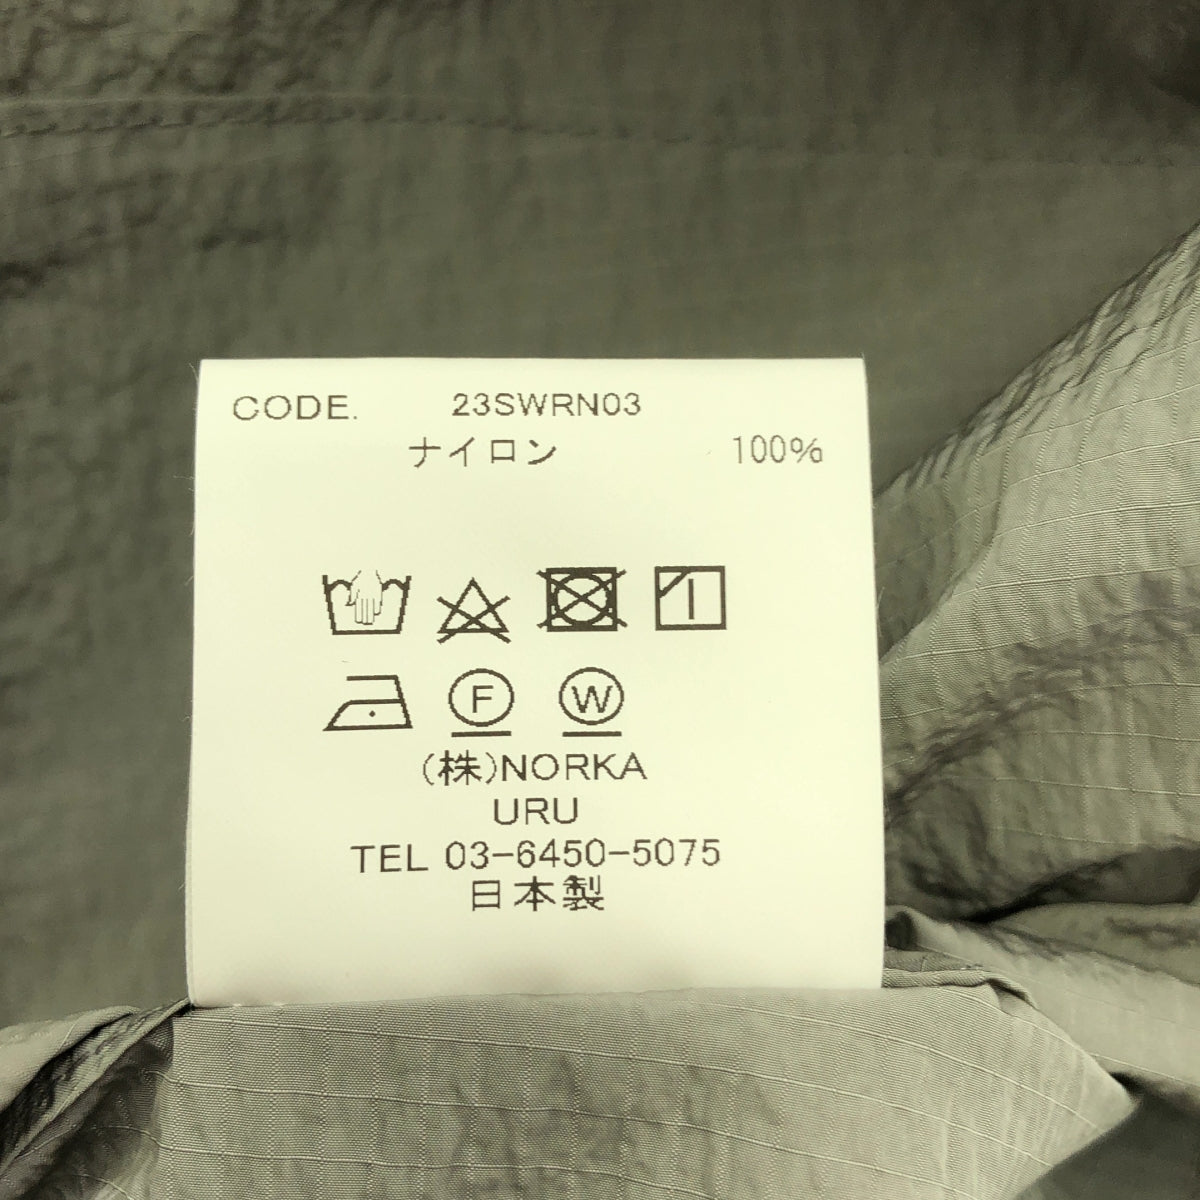 CODE. 23SWRN03
ナイロン 100%
F W
(株)NORKA
URU
TEL 03-6450-5075
日本製